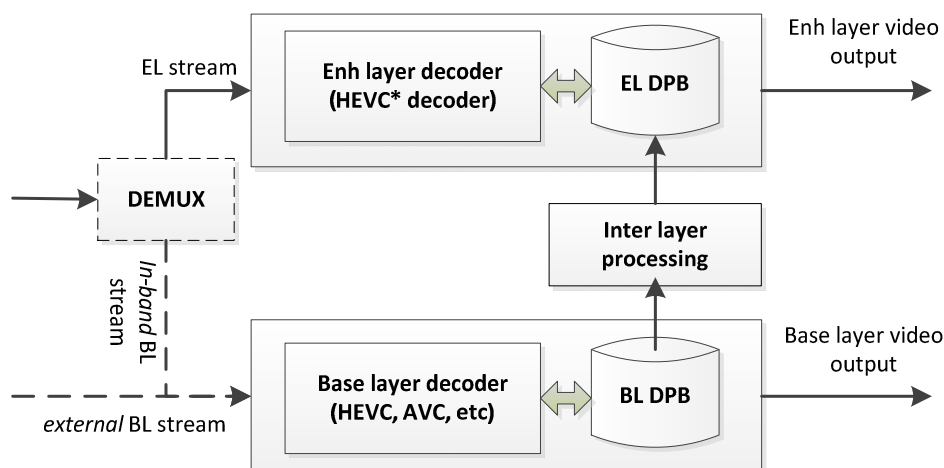 Enh layer video
output
EL stream
Enh layer decoder
(HEVC* decoder)
EL DPB
DEMUX
Inter layer
processing
In-band BL
stream
Base layer video
output
Base layer decoder
(HEVC, AVC, etc)
BL DPB
external BL stream